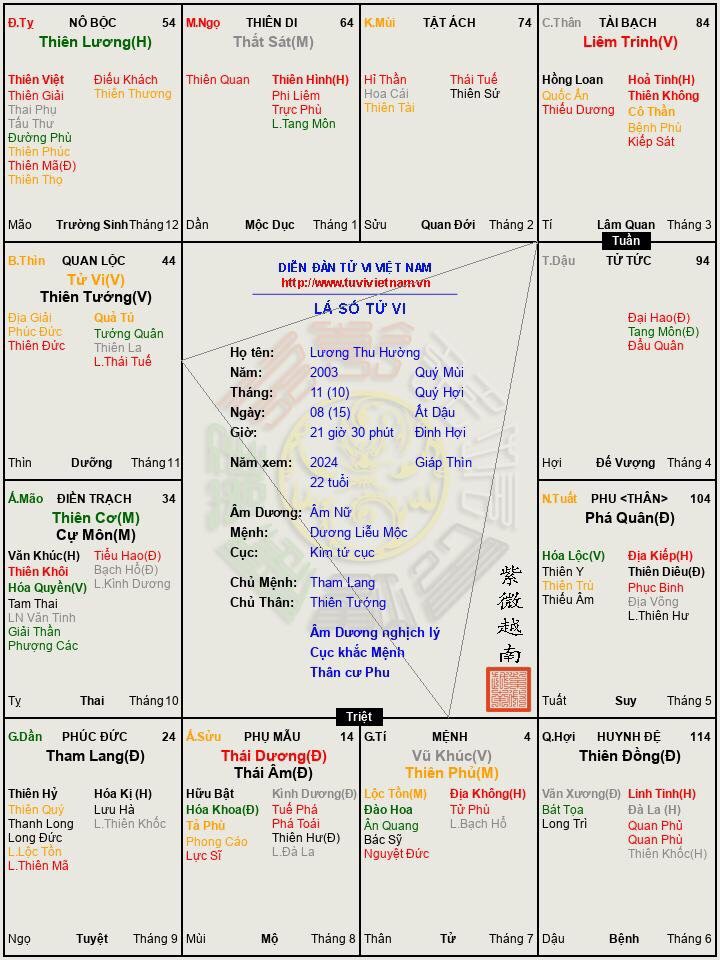 Đ.Tỵ NÔ BỘC 54
Thiên Lương(H)
Thiên Việt Điếu Khách
Thiên Giải Thiên Thương
Thai Phụ
Tấu Thư
Đường Phù
Thiên Phúc
Thiên Mã(Đ)
Thiên Thọ
Mão Trường Sinh Tháng 12
M.Ngọ THIÊN DI 64
Thất Sát(M)
Thiên Quan Thiên Hình(H)
Phi Liêm
Trực Phù
L.Tang Môn
Dần Mộc Dục Tháng 1
K.Mùi TẬT ÁCH 74
Hỉ Thần Thái Tuế
Hoa Cái Thiên Sứ
Thiên Tài
Sửu Quan Đới Tháng 2
C.Thân TÀI BẠCH 84
Liêm Trinh(V)
Hồng Loan Hoả Tinh(H)
Quốc Ấn Thiên Không
Thiếu Dương Cô Thần
Bệnh Phù
Kiếp Sát
Tí Lâm Quan Tháng 3
Tuần
B.Thìn QUAN LỘC 44
Tử Vi(V)
Thiên Tướng(V)
Địa Giải Quả Tú
Phúc Đức Tướng Quân
Thiên Đức Thiên La
L.Thái Tuế
Thìn Dưỡng Tháng 11
DIỄN ĐÀN TỬ VI VIỆT NAM
http://www.tuvivietnam.vn
LÁ SỐ TỬ VI
Họ tên: Lương Thu Hường
Năm: 2003 Quý Mùi
Tháng: 11 (10) Quý Hợi
Ngày: 08 (15) Ất Dậu
Giờ: 21 giờ 30 phút Đinh Hợi
Năm xem: 2024 Giáp Thìn
22 tuổi
Âm Dương: Âm Nữ
Mệnh: Dương Liễu Mộc
Cục: Kim tứ cục
Chủ Mệnh: Tham Lang
Chủ Thân: Thiên Tướng
Âm Dương nghịch lý
Cục khắc Mệnh
Thân cư Phu
紫
微
越
南
T.Dậu TỬ TỨC 94
Đại Hao(Đ)
Tang Môn(Đ)
Đẩu Quân
Hợi Đế Vượng Tháng 4
Ấ.Mão ĐIỀN TRẠCH 34
Thiên Cơ(M)
Cự Môn(M)
Văn Khúc(H) Tiểu Hao(Đ)
Thiên Khôi Bạch Hổ(Đ)
Hóa Quyền(V) L.Kình Dương
Tam Thai
LN Văn Tinh
Giải Thần
Phượng Các
Tỵ Thai Tháng 10
N.Tuất PHU <THÂN> 104
Phá Quân(Đ)
Hóa Lộc(V) Địa Kiếp(H)
Thiên Y Thiên Diêu(Đ)
Thiên Trù Phục Binh
Thiếu Âm Địa Võng
L.Thiên Hư
Tuất Suy Tháng 5
Triệt
G.Dần PHÚC ĐỨC 24
Tham Lang(Đ)
Thiên Hỷ Hóa Kị (H)
Thiên Quý Lưu Hà
Thanh Long L.Thiên Khốc
Long Đức
L.Lộc Tồn
L.Thiên Mã
Ngọ Tuyệt Tháng 9
Ấ.Sửu PHỤ MẪU 14
Thái Dương(Đ)
Thái Âm(Đ)
Hữu Bật Kình Dương(Đ)
Hóa Khoa(Đ) Tuế Phá
Tả Phù Phá Toái
Phong Cáo Thiên Hư(Đ)
Lực Sĩ L.Đà La
Mùi Mộ Tháng 8
G.Tí MỆNH 4
Vũ Khúc(V)
Thiên Phủ(M)
Lộc Tồn(M) Địa Không(H)
Đào Hoa Tử Phù
Ân Quang L.Bạch Hổ
Bác Sỹ
Nguyệt Đức
Thân Tử Tháng 7
Q.Hợi HUYNH ĐỆ 114
Thiên Đồng(Đ)
Văn Xương(Đ) Linh Tinh(H)
Bát Tọa Đà La (H)
Long Trì Quan Phủ
Quan Phù
Thiên Khốc(H)
Dậu Bệnh Tháng 6